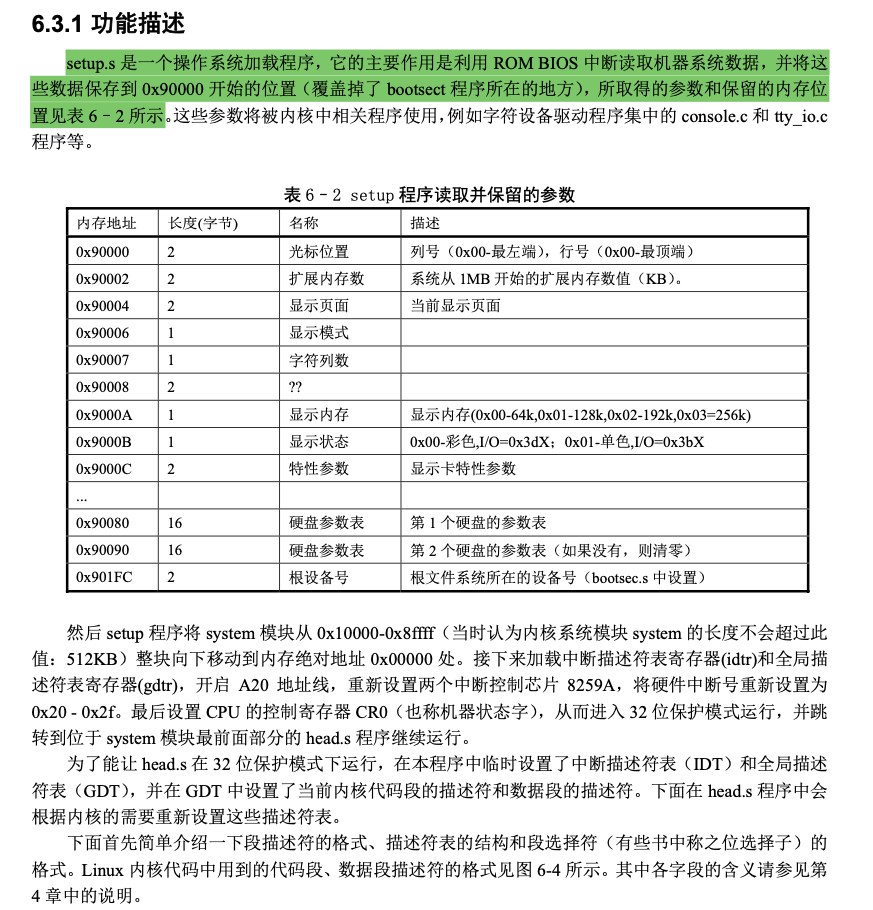 6.3.1 功能描述
setup.s 是一个操作系统加载程序，它的主要作用是利用 ROM BIOS 中断读取机器系统数据，并将这
些数据保存到 0x90000 开始的位置（覆盖掉了 bootsect 程序所在的地方），所取得的参数和保留的内存位
置见表 6－2 所示。这些参数将被内核中相关程序使用，例如字符设备驱动程序集中的 console.c 和 tty_io.c
程序等。
表 6－2 setup 程序读取并保留的参数
内存地址 长度(字节) 名称 描述
0x90000 2 光标位置 列号（0x00-最左端），行号（0x00-最顶端）
0x90002 2 扩展内存数 系统从 1MB 开始的扩展内存数值（KB）。
0x90004 2 显示页面 当前显示页面
0x90006 1 显示模式
0x90007 1 字符列数
0x90008 2 ??
0x9000A 1 显示内存 显示内存(0x00-64k,0x01-128k,0x02-192k,0x03=256k)
0x9000B 1 显示状态 0x00-彩色,I/O=0x3dX；0x01-单色,I/O=0x3bX
0x9000C 2 特性参数 显示卡特性参数
...
0x90080 16 硬盘参数表 第 1 个硬盘的参数表
0x90090 16 硬盘参数表 第 2 个硬盘的参数表（如果没有，则清零）
0x901FC 2 根设备号 根文件系统所在的设备号（bootsec.s 中设置）
然后 setup 程序将 system 模块从 0x10000-0x8ffff（当时认为内核系统模块 system 的长度不会超过此
值：512KB）整块向下移动到内存绝对地址 0x00000 处。接下来加载中断描述符表寄存器(idtr)和全局描
述符表寄存器(gdtr)，开启 A20 地址线，重新设置两个中断控制芯片 8259A，将硬件中断号重新设置为
0x20 - 0x2f。最后设置 CPU 的控制寄存器 CR0（也称机器状态字），从而进入 32 位保护模式运行，并跳
转到位于 system 模块最前面部分的 head.s 程序继续运行。
为了能让 head.s 在 32 位保护模式下运行，在本程序中临时设置了中断描述符表（IDT）和全局描述
符表（GDT），并在 GDT 中设置了当前内核代码段的描述符和数据段的描述符。下面在 head.s 程序中会
根据内核的需要重新设置这些描述符表。
下面首先简单介绍一下段描述符的格式、描述符表的结构和段选择符（有些书中称之位选择子）的
格式。Linux 内核代码中用到的代码段、数据段描述符的格式见图 6-4 所示。其中各字段的含义请参见第
4 章中的说明。